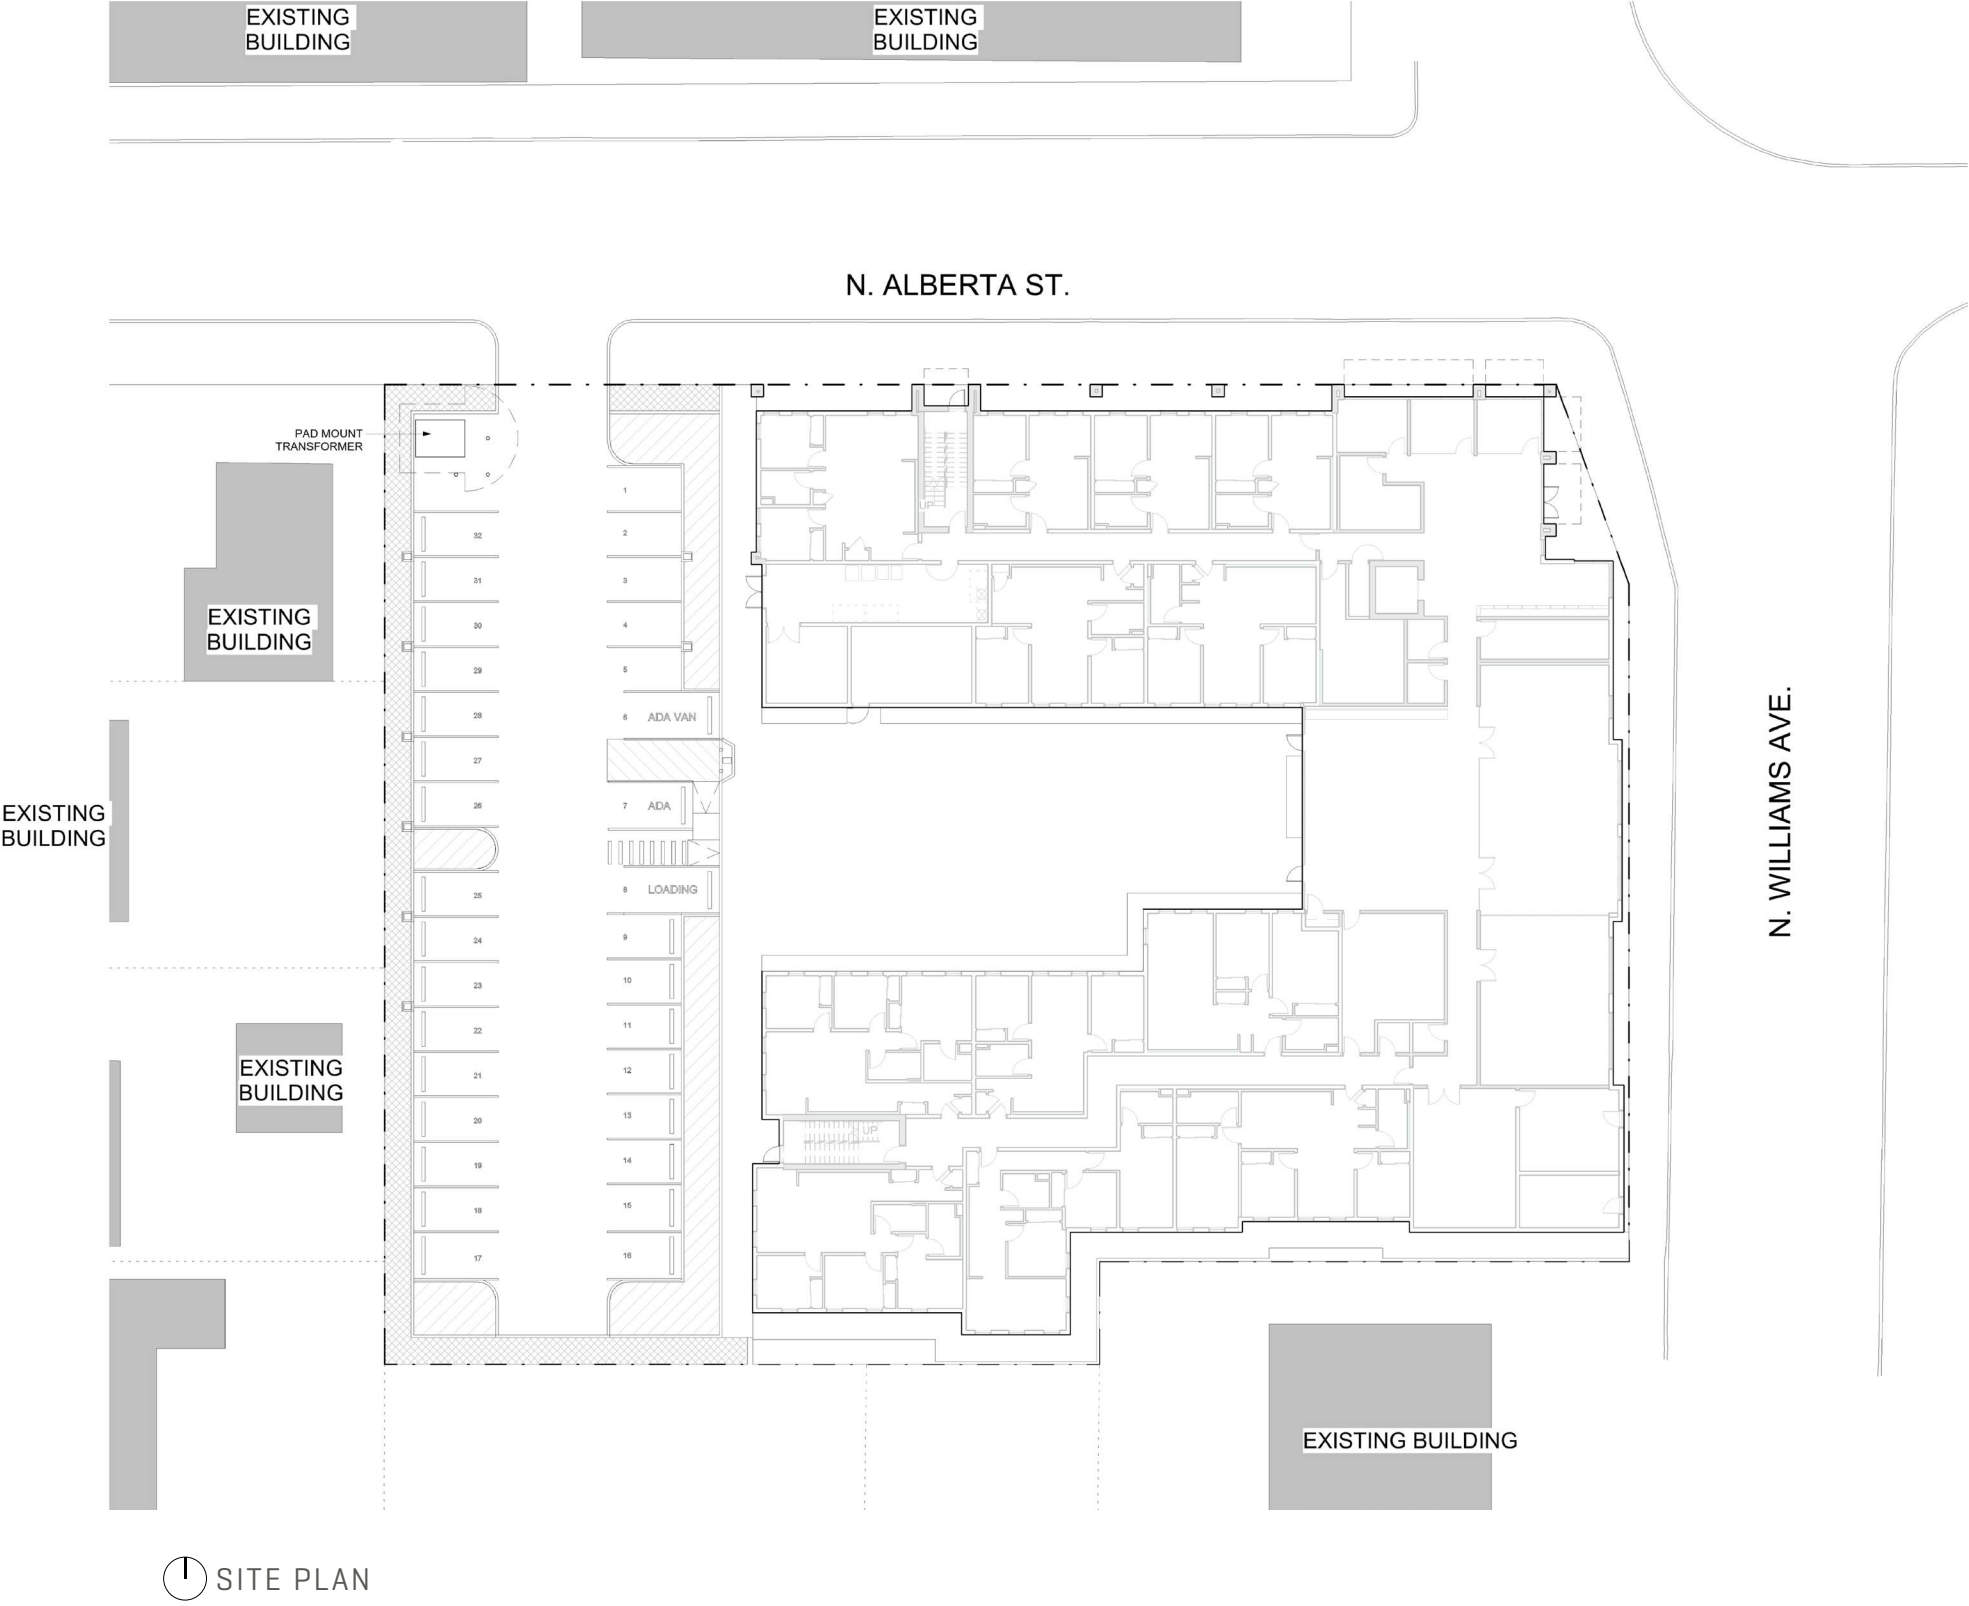 EXISTING
BUILDING
EXISTING
BUILDING
N. ALBERTA ST.
PAD MOUNT
TRANSFORMER
EXISTING
BUILDING
EXISTING
BUILDING
EXISTING
BUILDING
EXISTING BUILDING
N. WILLIAMS AVE.
32
31
30
29
28
27
26
25
24
23
22
21
20
19
18
17
1
2
3
4
5
6 ADA VAN
7 ADA
8 LOADING
9
10
11
12
13
14
15
16
UP
UP
SITE PLAN